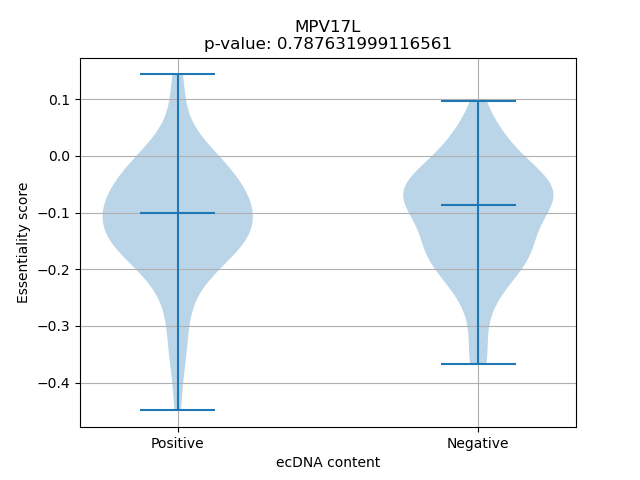 MPV17L
p-value: 0.787631999116561
0.1
0.0
−0.1
−0.2
−0.3
−0.4
Essentiality score
Positive
Negative
ecDNA content